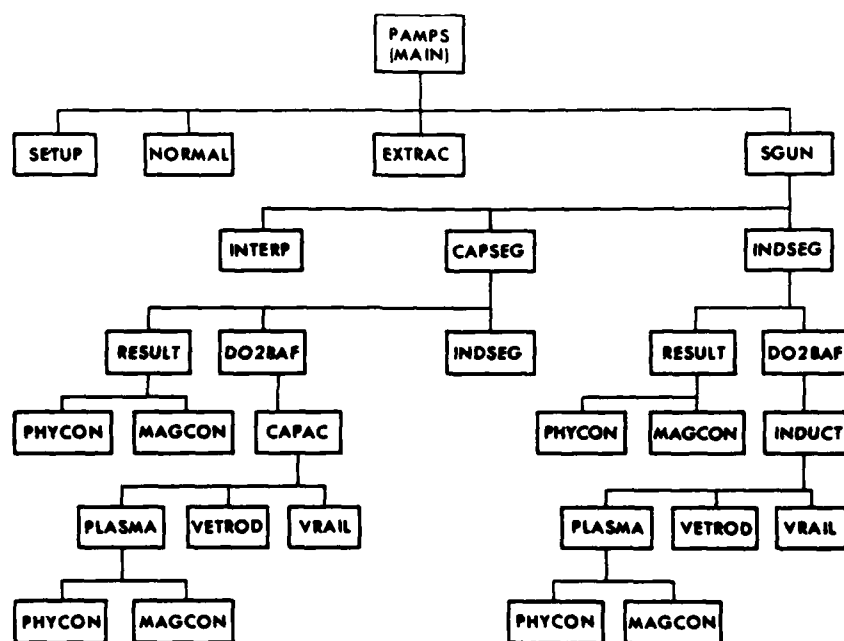 PAMPS
(MAIN)
SETUP NORMAL EXTRAC SGUN
INTERP CAPSEG INDSEG
RESULT DO2BAF INDSEG RESULT DO2BAF
PHYCON MAGCON CAPAC PHYCON MAGCON INDUCT
PLASMA VETROD VRAIL PLASMA VETROD VRAIL
PHYCON MAGCON PHYCON MAGCON